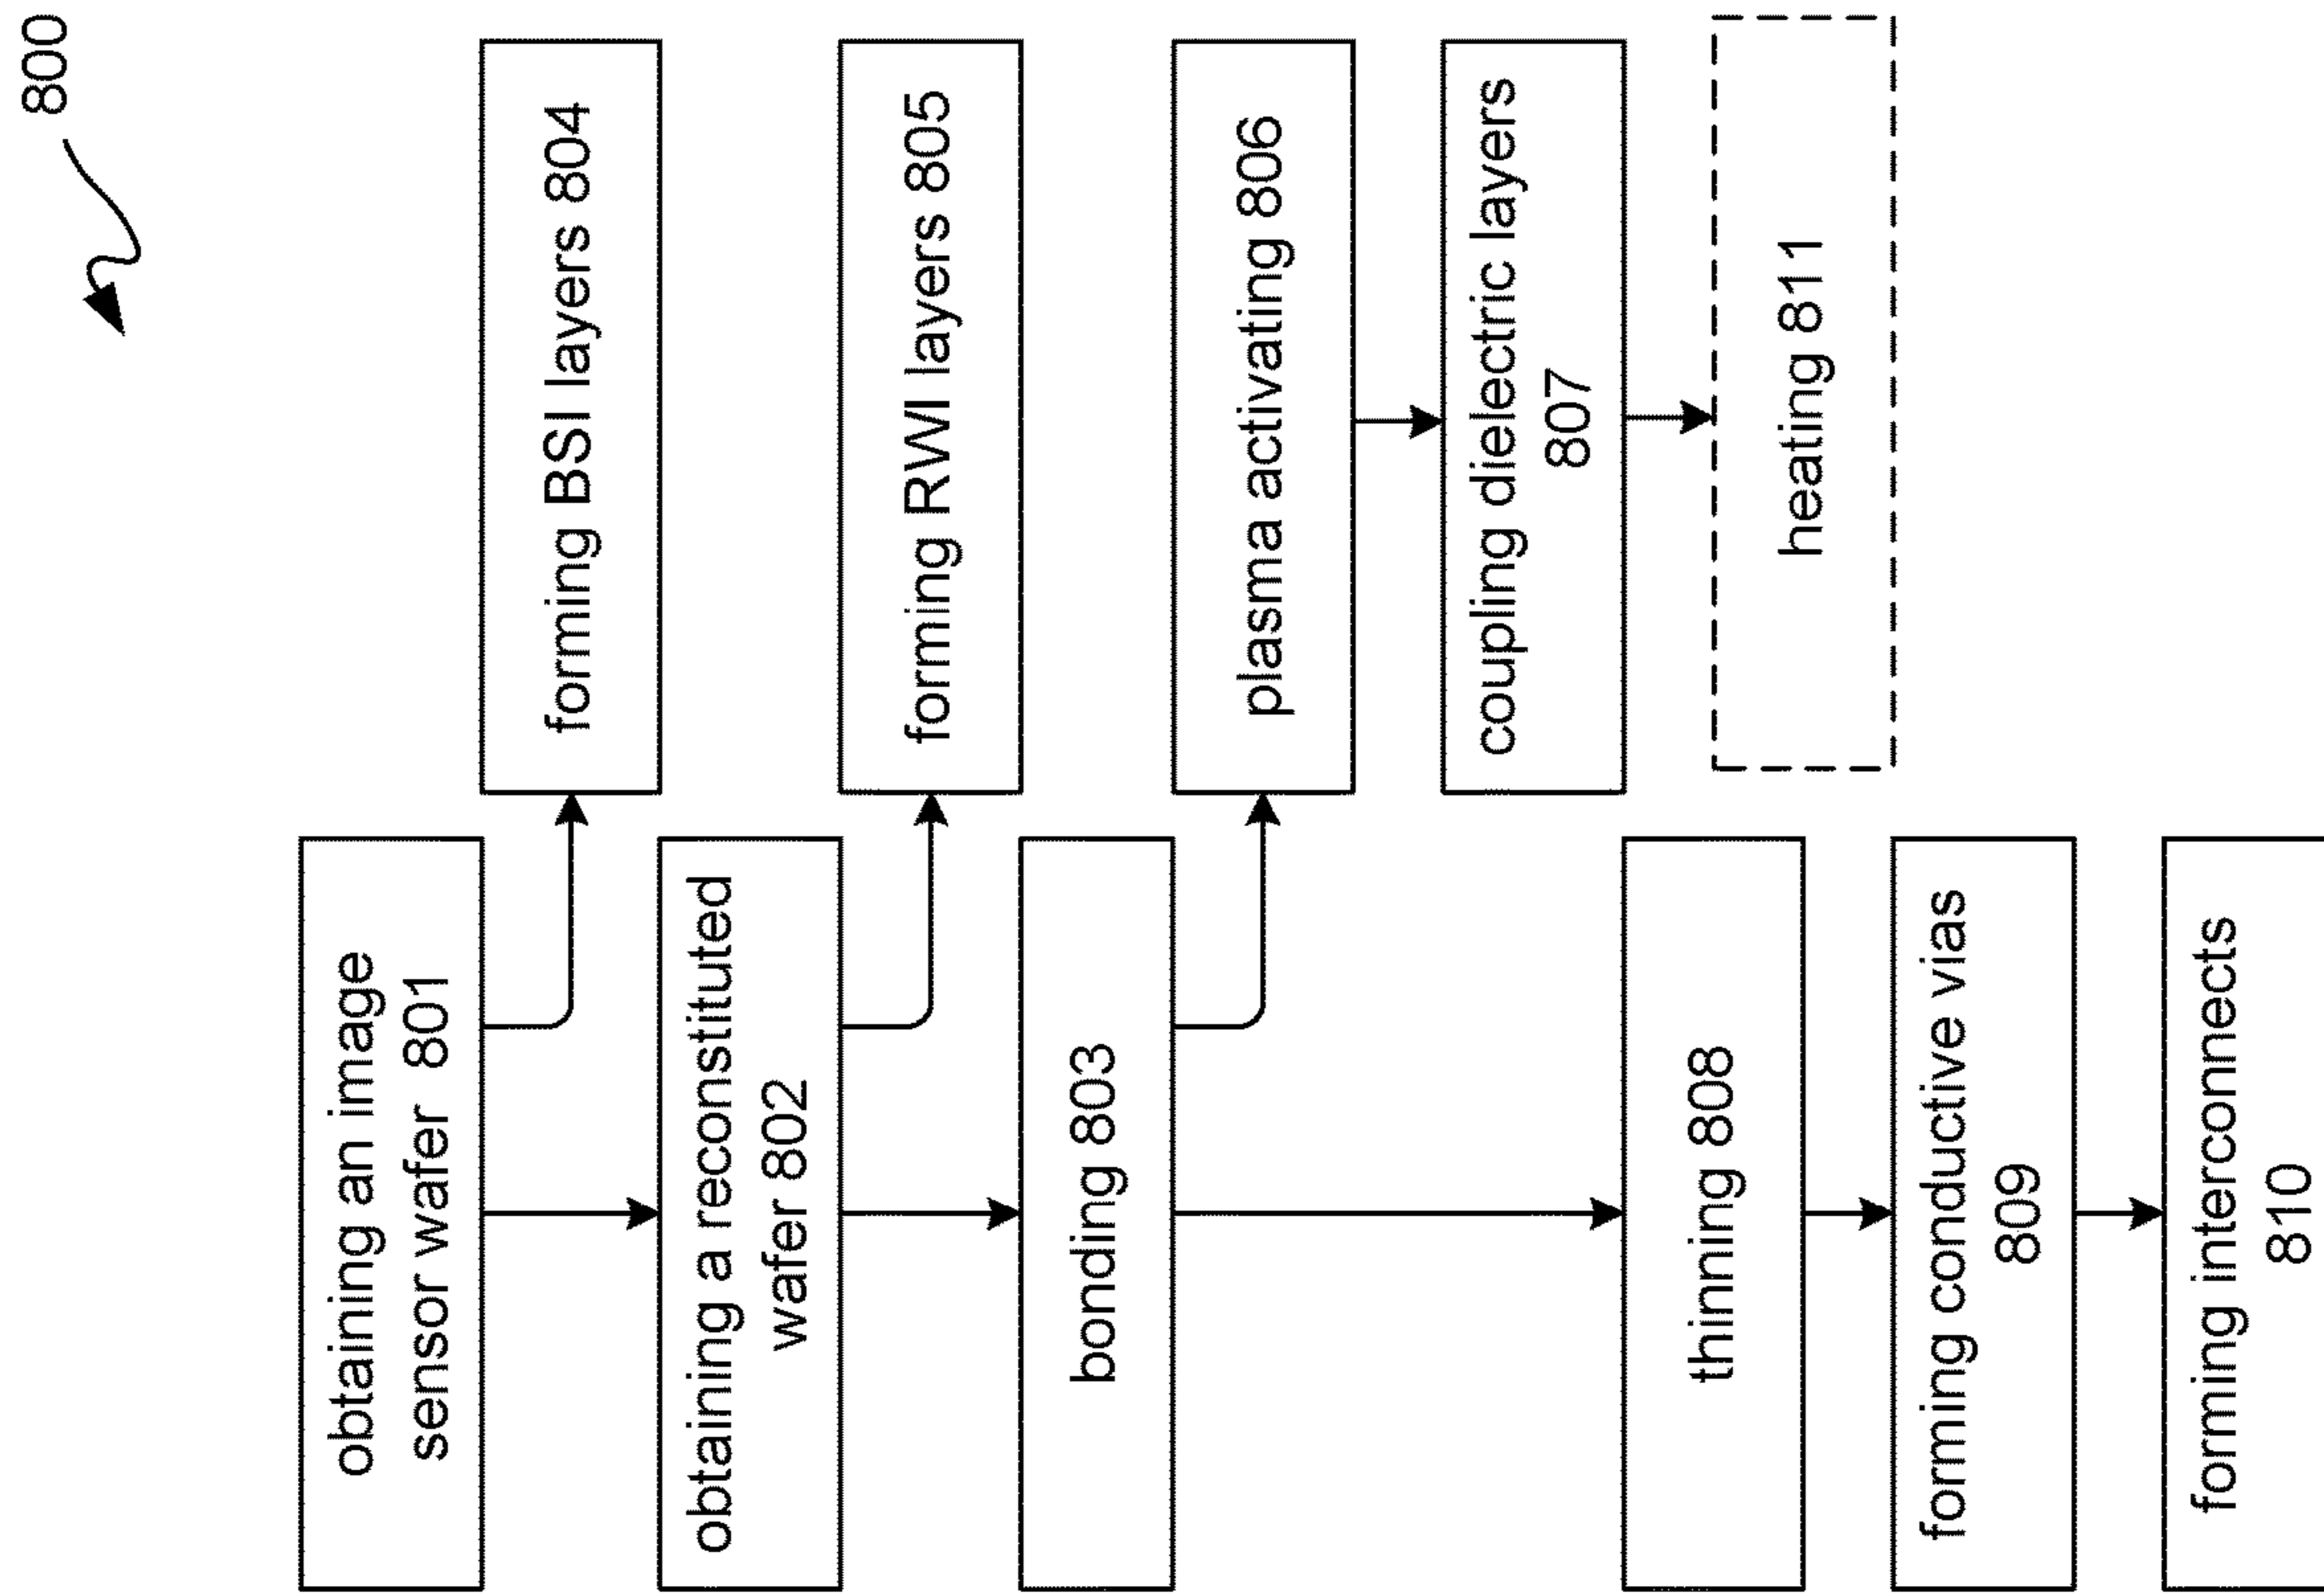 800
obtaining an image
sensor wafer 801
forming BSI layers 804
obtaining a reconstituted
wafer 802
forming RWI layers 805
bonding 803
plasma activating 806
coupling dielectric layers
807
heating 811
thinning 808
forming conductive vias
809
forming interconnects
810